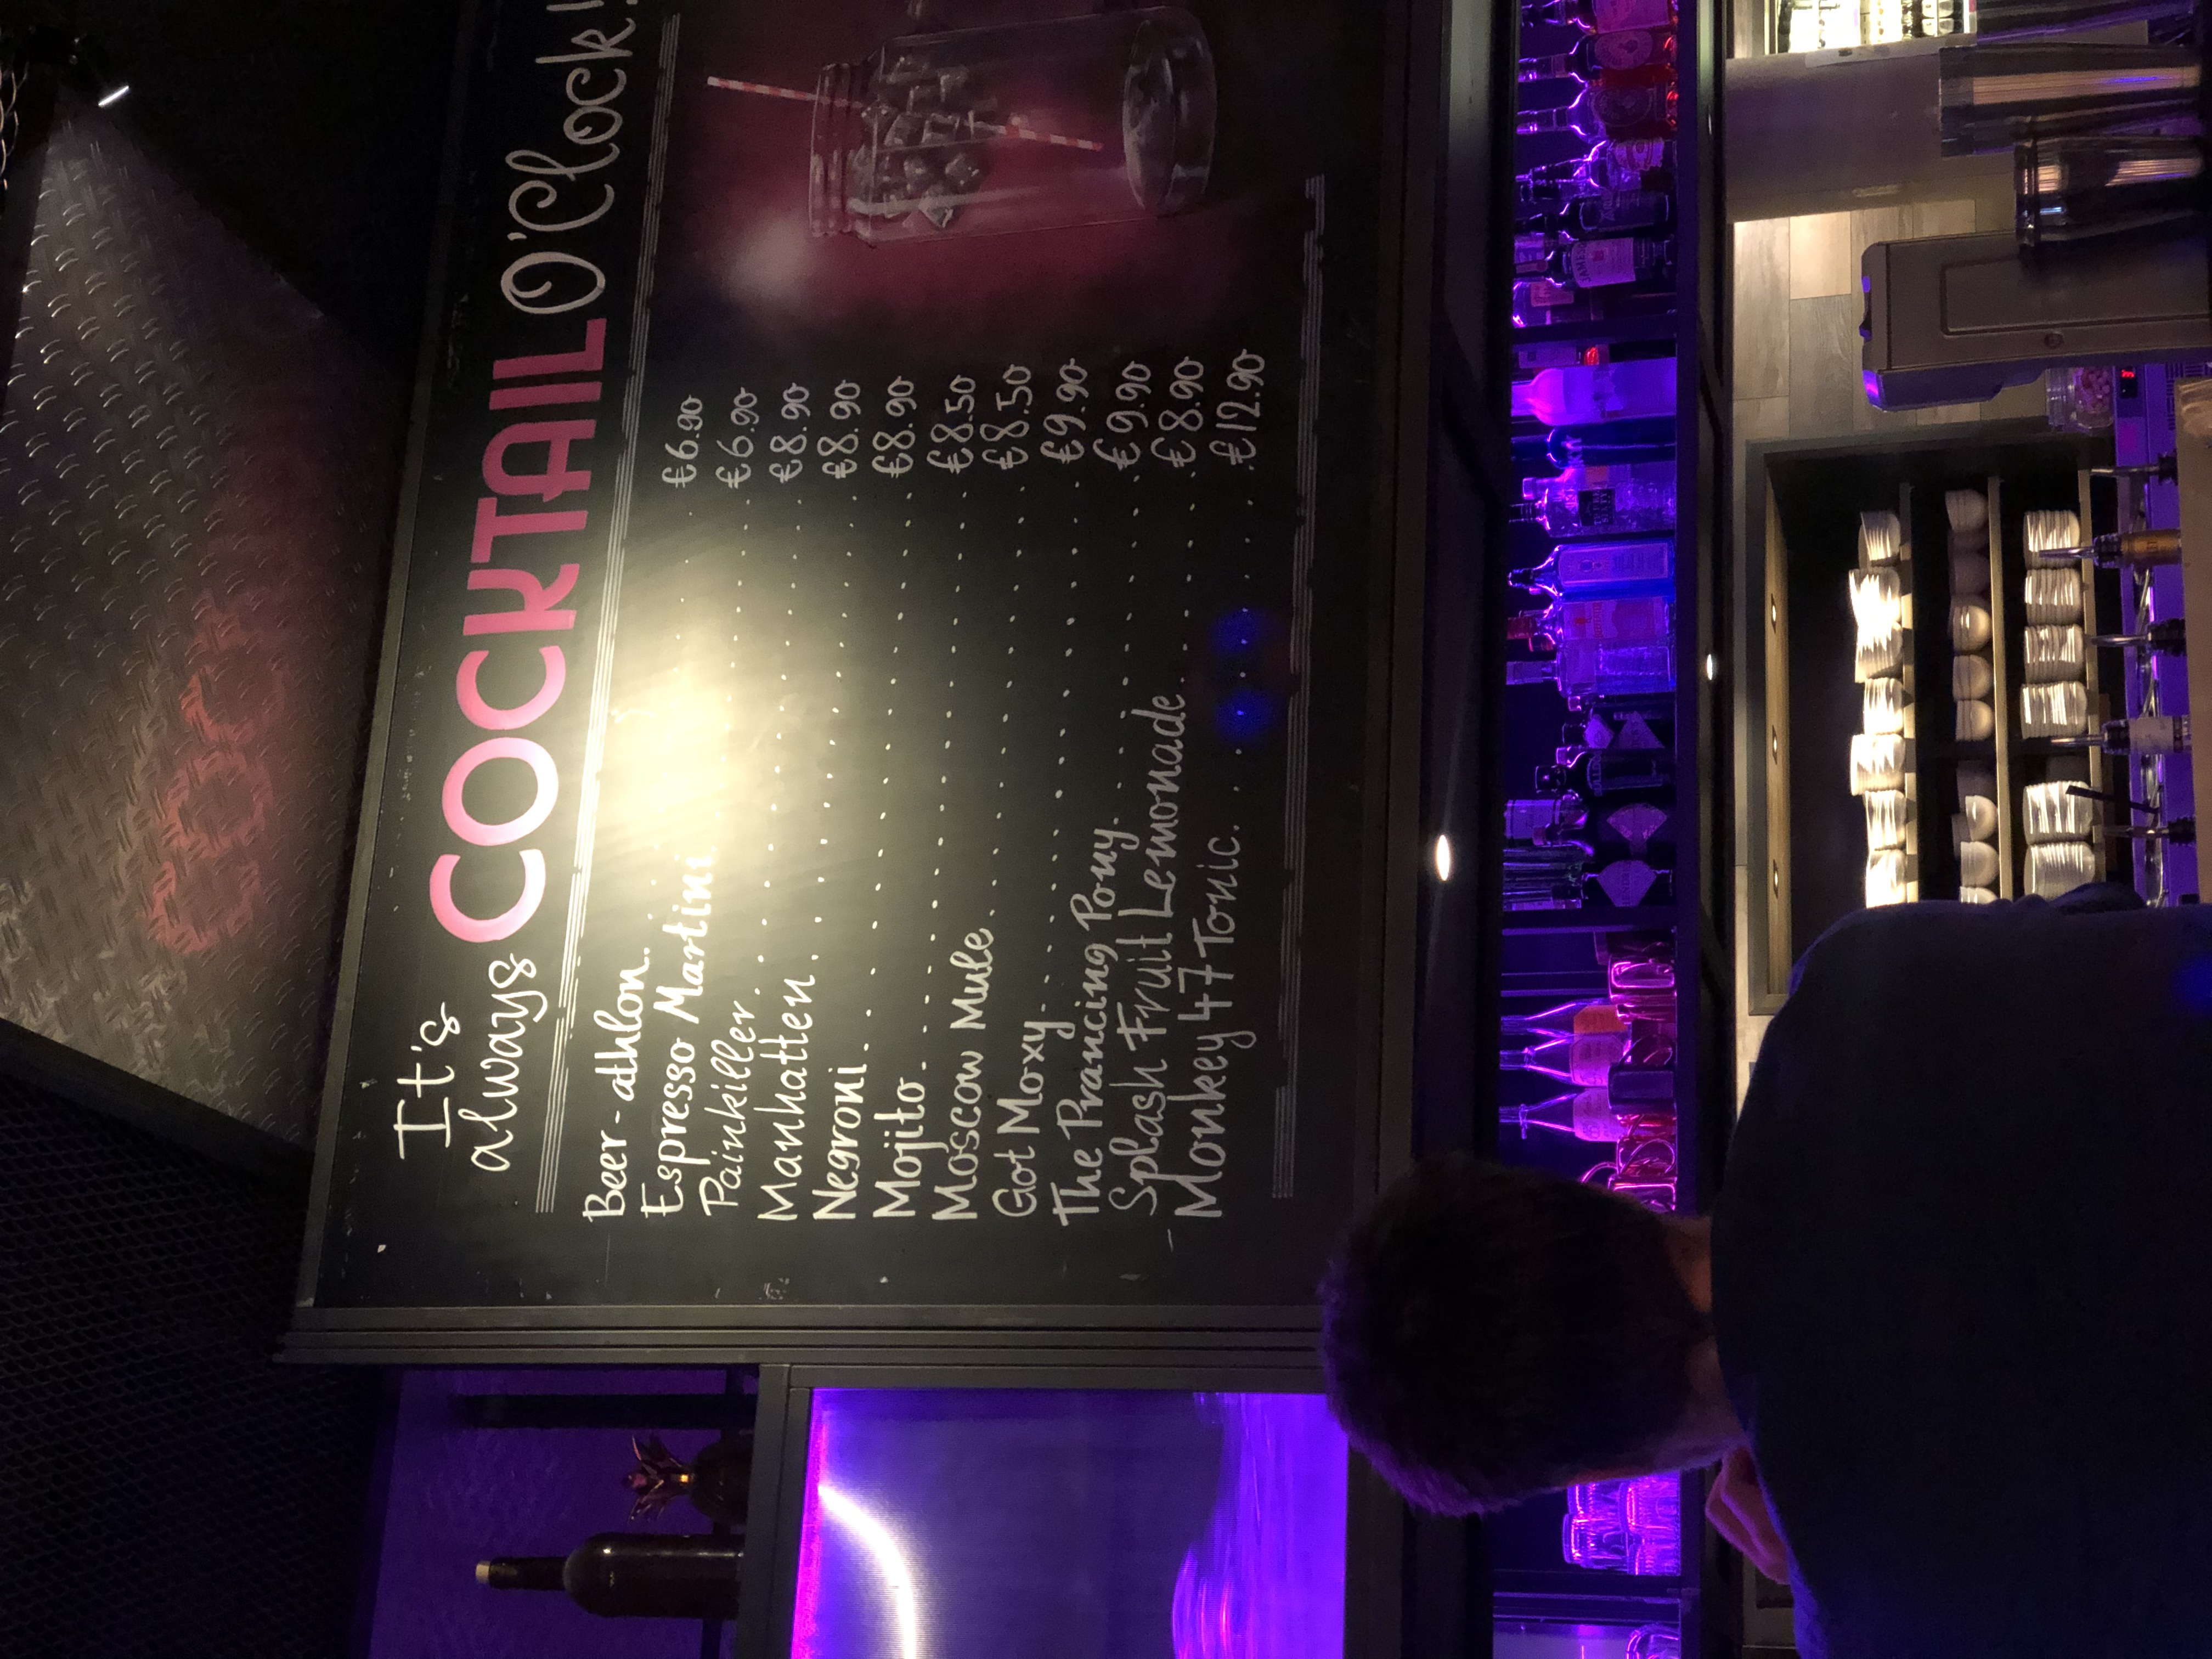 It's always COCKTAIL O'Clock!
Beer-athlon........€6.90
Espresso Martini........€6.90
Painkiller........€8.90
Manhatten........€8.90
Negroni........€8.90
Mojito........€8.50
Moscow Mule........€8.50
Got Moxy........€9.90
The Prancing Pony........€9.90
Splash Fruit Lemonade........€8.90
Monkey 47 Tonic........€12.90